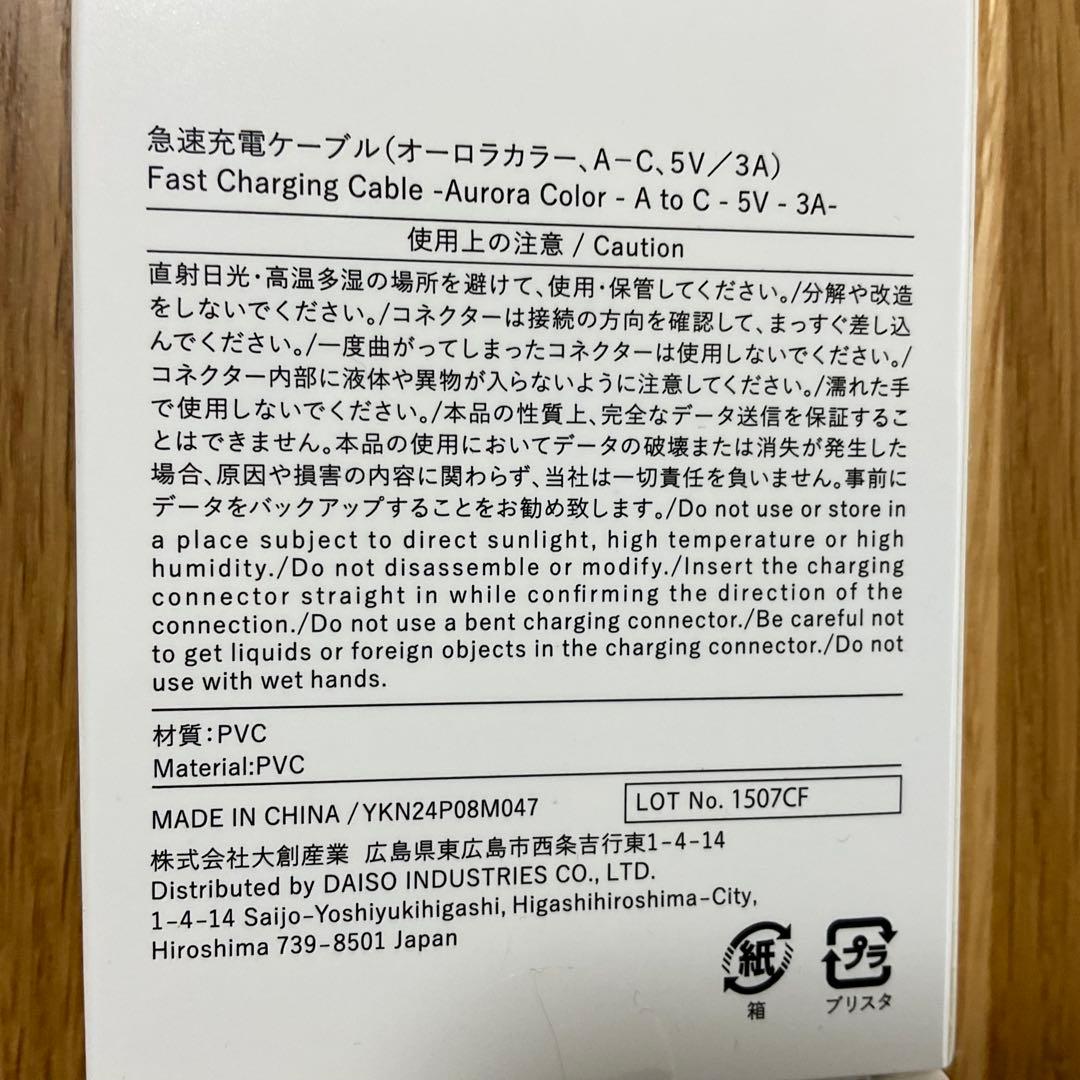 急速充電ケーブル(オーロラカラー、A−C、5V／3A)
Fast Charging Cable -Aurora Color - A to C - 5V - 3A-
使用上の注意 / Caution
直射日光・高温多湿の場所を避けて、使用・保管してください。/分解や改造
をしないでください。/コネクターは接続の方向を確認して、まっすぐ差し込
んでください。/一度曲がってしまったコネクターは使用しないでください。/
コネクター内部に液体や異物が入らないように注意してください。/濡れた手
で使用しないでください。/本品の性質上、完全なデータ送信を保証するこ
とはできません。本品の使用においてデータの破壊または消失が発生した
場合、原因や損害の内容に関わらず、当社は一切責任を負いません。事前に
データをバックアップすることをお勧め致します。/Do not use or store in
a place subject to direct sunlight, high temperature or high
humidity./Do not disassemble or modify./Insert the charging
connector straight in while confirming the direction of the
connection./Do not use a bent charging connector./Be careful not
to get liquids or foreign objects in the charging connector./Do not
use with wet hands.
材質：PVC
Material:PVC
MADE IN CHINA /YKN24P08M047
LOT No. 1507CF
株式会社大創産業 広島県東広島市西条吉行東1-4-14
Distributed by DAISO INDUSTRIES CO., LTD.
1-4-14 Saijo-Yoshiyukihigashi, Higashihiroshima-City,
Hiroshima 739-8501 Japan
紙
箱
プラ
ブリスタ